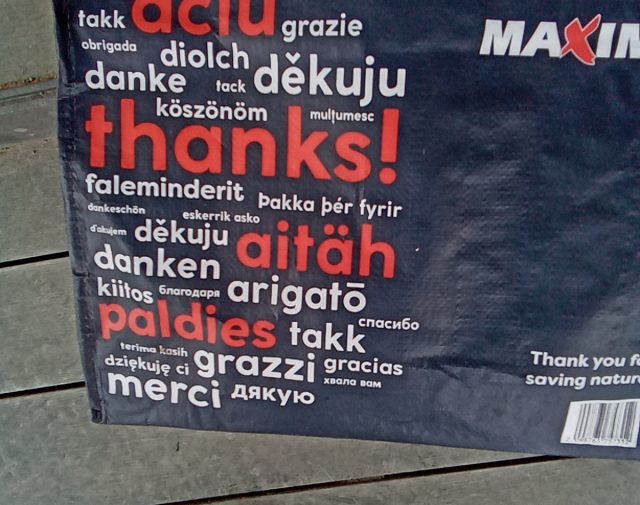 takk ačiū grazie
obrigada diolch
danke tack děkuju
köszönöm mulțumesc
thanks!
faleminderit Þakka þér fyrir
dankeschön eskerrik asko
ďakujem děkuju aitäh
danken
kiitos благодаря arigatō
paldies takk спасибо
terima kasih grazzi gracias
dziękuję ci хвала вам
merci дякую
MAXIM
Thank you fo
saving natur